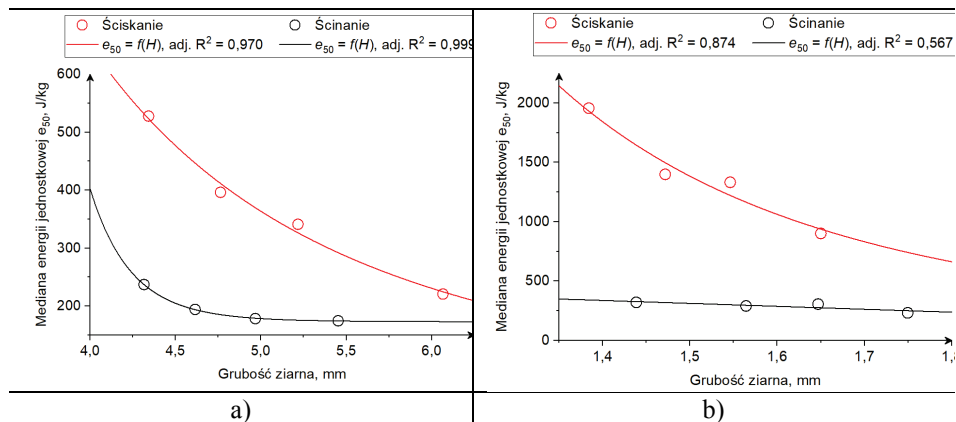 Ściskanie Ścinanie
e50 = f(H), adj. R² = 0,970 e50 = f(H), adj. R² = 0,999
600
500
400
300
200
Mediana energii jednostkowej e50, J/kg
4,0 4,5 5,0 5,5 6,0
Grubość ziarna, mm
a)
Ściskanie Ścinanie
e50 = f(H), adj. R² = 0,874 e50 = f(H), adj. R² = 0,567
2000
1500
1000
500
0
Mediana energii jednostkowej e50, J/kg
1,4 1,5 1,6 1,7 1,8
Grubość ziarna, mm
b)